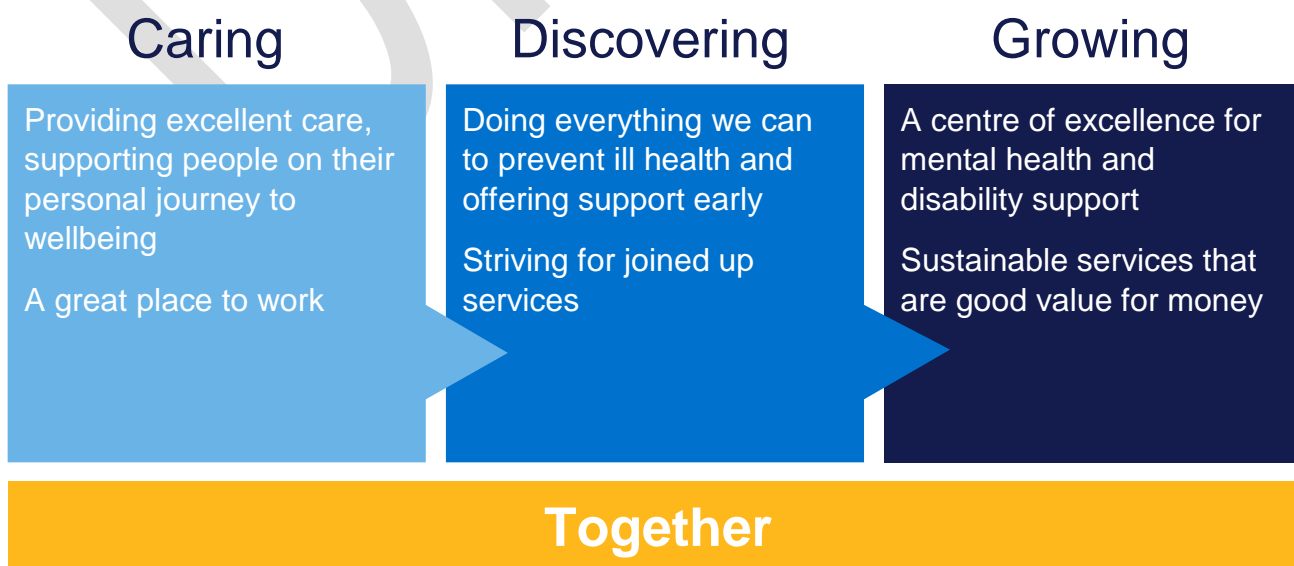 Caring
Providing excellent care,
supporting people on their
personal journey to
wellbeing
A great place to work
Discovering
Doing everything we can
to prevent ill health and
offering support early
Striving for joined up
services
Growing
A centre of excellence for
mental health and
disability support
Sustainable services that
are good value for money
Together